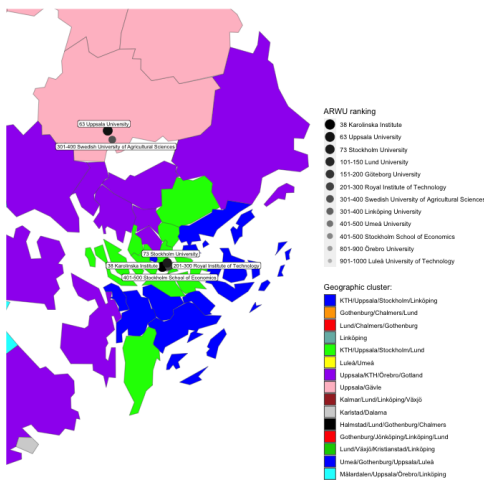 63 Uppsala University
301-400 Swedish University of Agricultural Sciences
73 Stockholm University
38 Karolinska Institute
201-300 Royal Institute of Technology
401-500 Stockholm School of Economics
ARWU ranking
38 Karolinska Institute
63 Uppsala University
73 Stockholm University
101-150 Lund University
151-200 Göteborg University
201-300 Royal Institute of Technology
301-400 Swedish University of Agricultural Sciences
301-400 Linköping University
401-500 Umeå University
401-500 Stockholm School of Economics
801-900 Örebro University
901-1000 Luleå University of Technology
Geographic cluster:
KTH/Uppsala/Stockholm/Linköping
Gothenburg/Chalmers/Lund
Lund/Chalmers/Gothenburg
Linköping
KTH/Uppsala/Stockholm/Lund
Luleå/Umeå
Uppsala/KTH/Örebro/Gotland
Uppsala/Gävle
Kalmar/Lund/Linköping/Växjö
Karlstad/Dalarna
Halmstad/Lund/Gothenburg/Chalmers
Gothenburg/Jönköping/Linköping/Lund
Lund/Växjö/Kristianstad/Linköping
Umeå/Gothenburg/Uppsala/Luleå
Mälardalen/Uppsala/Örebro/Linköping